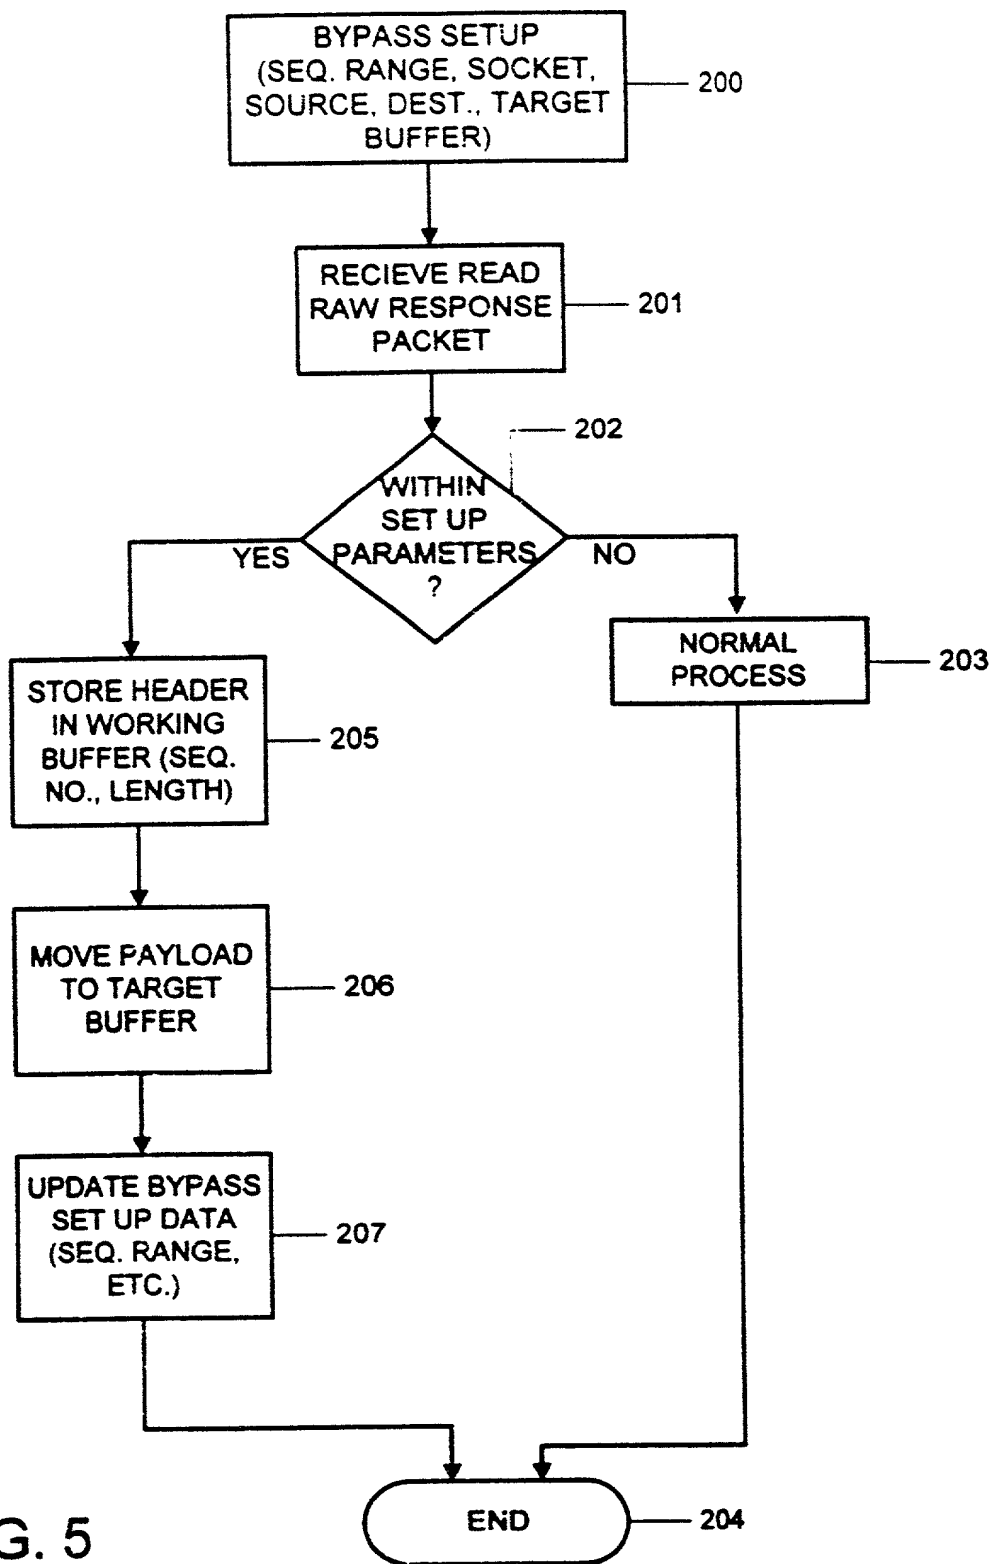 BYPASS SETUP
(SEQ. RANGE, SOCKET,
SOURCE, DEST., TARGET
BUFFER)
200
RECIEVE READ
RAW RESPONSE
PACKET
201
202
WITHIN
SET UP
PARAMETERS
?
YES
NO
NORMAL
PROCESS
203
STORE HEADER
IN WORKING
BUFFER (SEQ.
NO., LENGTH)
205
MOVE PAYLOAD
TO TARGET
BUFFER
206
UPDATE BYPASS
SET UP DATA
(SEQ. RANGE,
ETC.)
207
END
204
G. 5